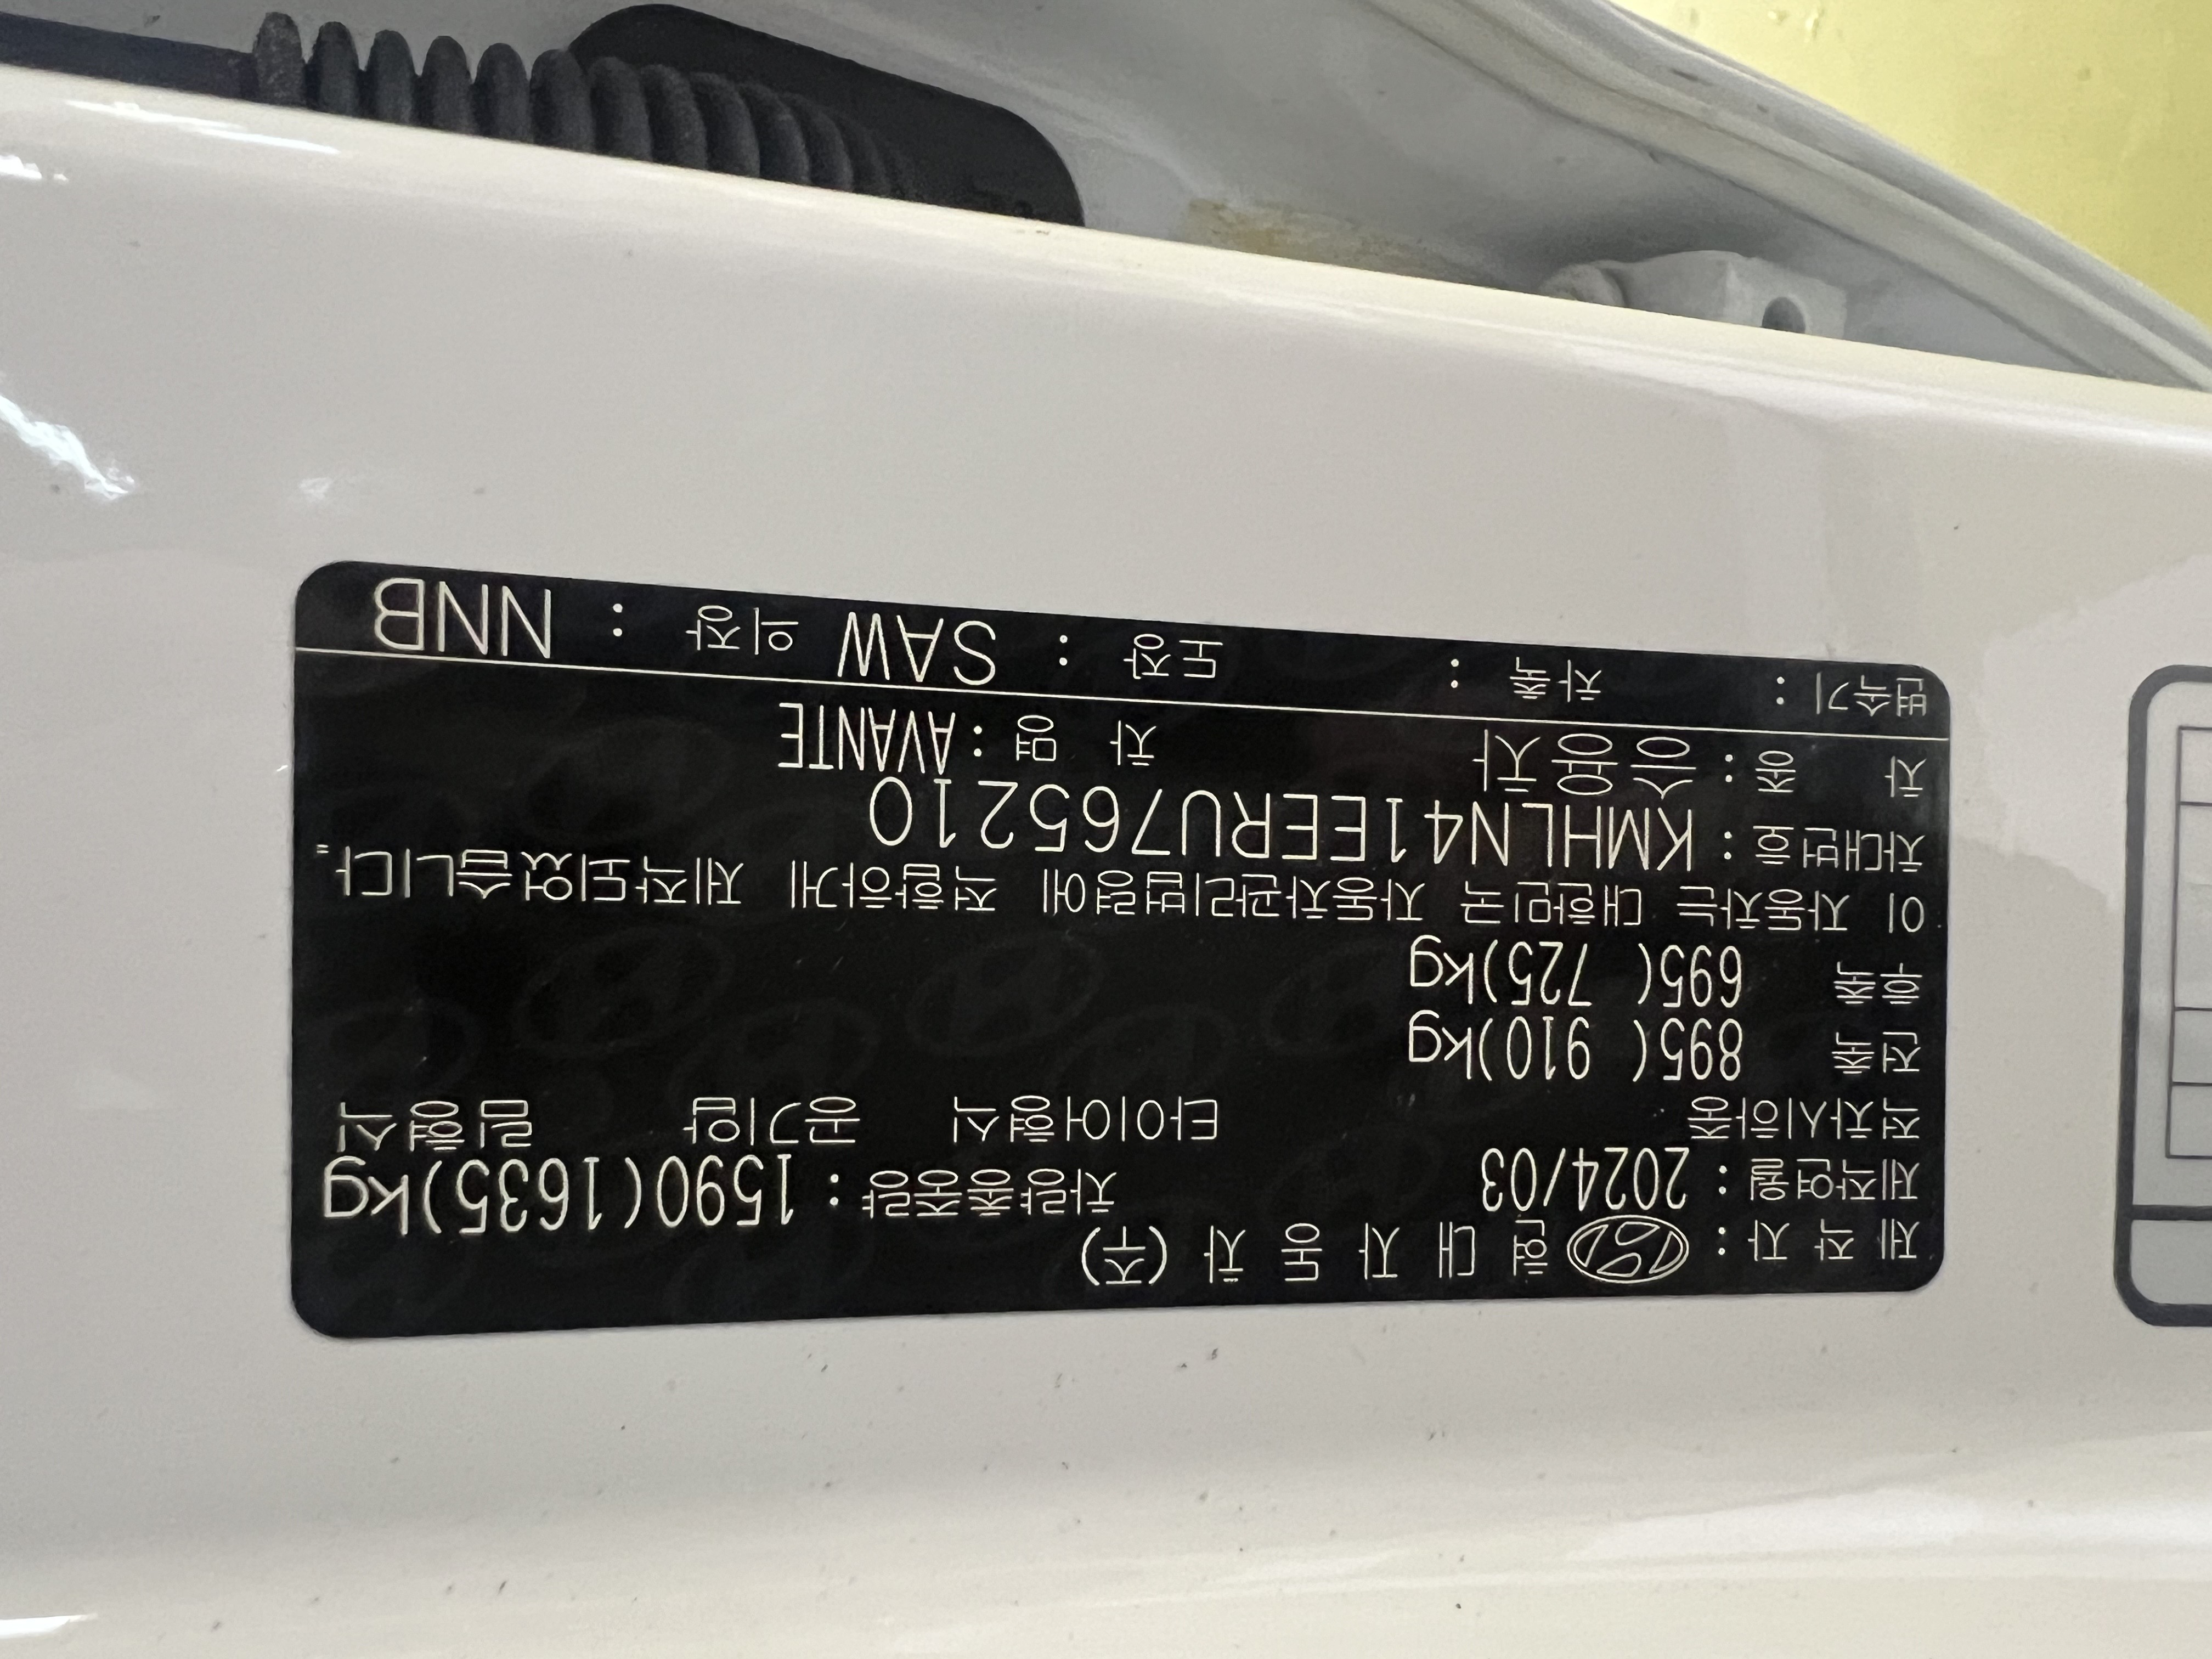 제 작 자 : 현 대 자 동 차 (주)
제작연월 : 2024/03 차량총중량 : 1590(1635)kg
적차시하중 타이어형식 공기압 림형식
전축 895( 910)kg
후축 695( 725)kg
이 자동차는 대한민국 자동차관리법령에 적합하게 제작되었습니다.
차대번호 : KMHLN41EERU765210
차 종 : 승용차 차 명 : AVANTE
변속기 : 차축 : 도장 : SAW 의장 : NNB